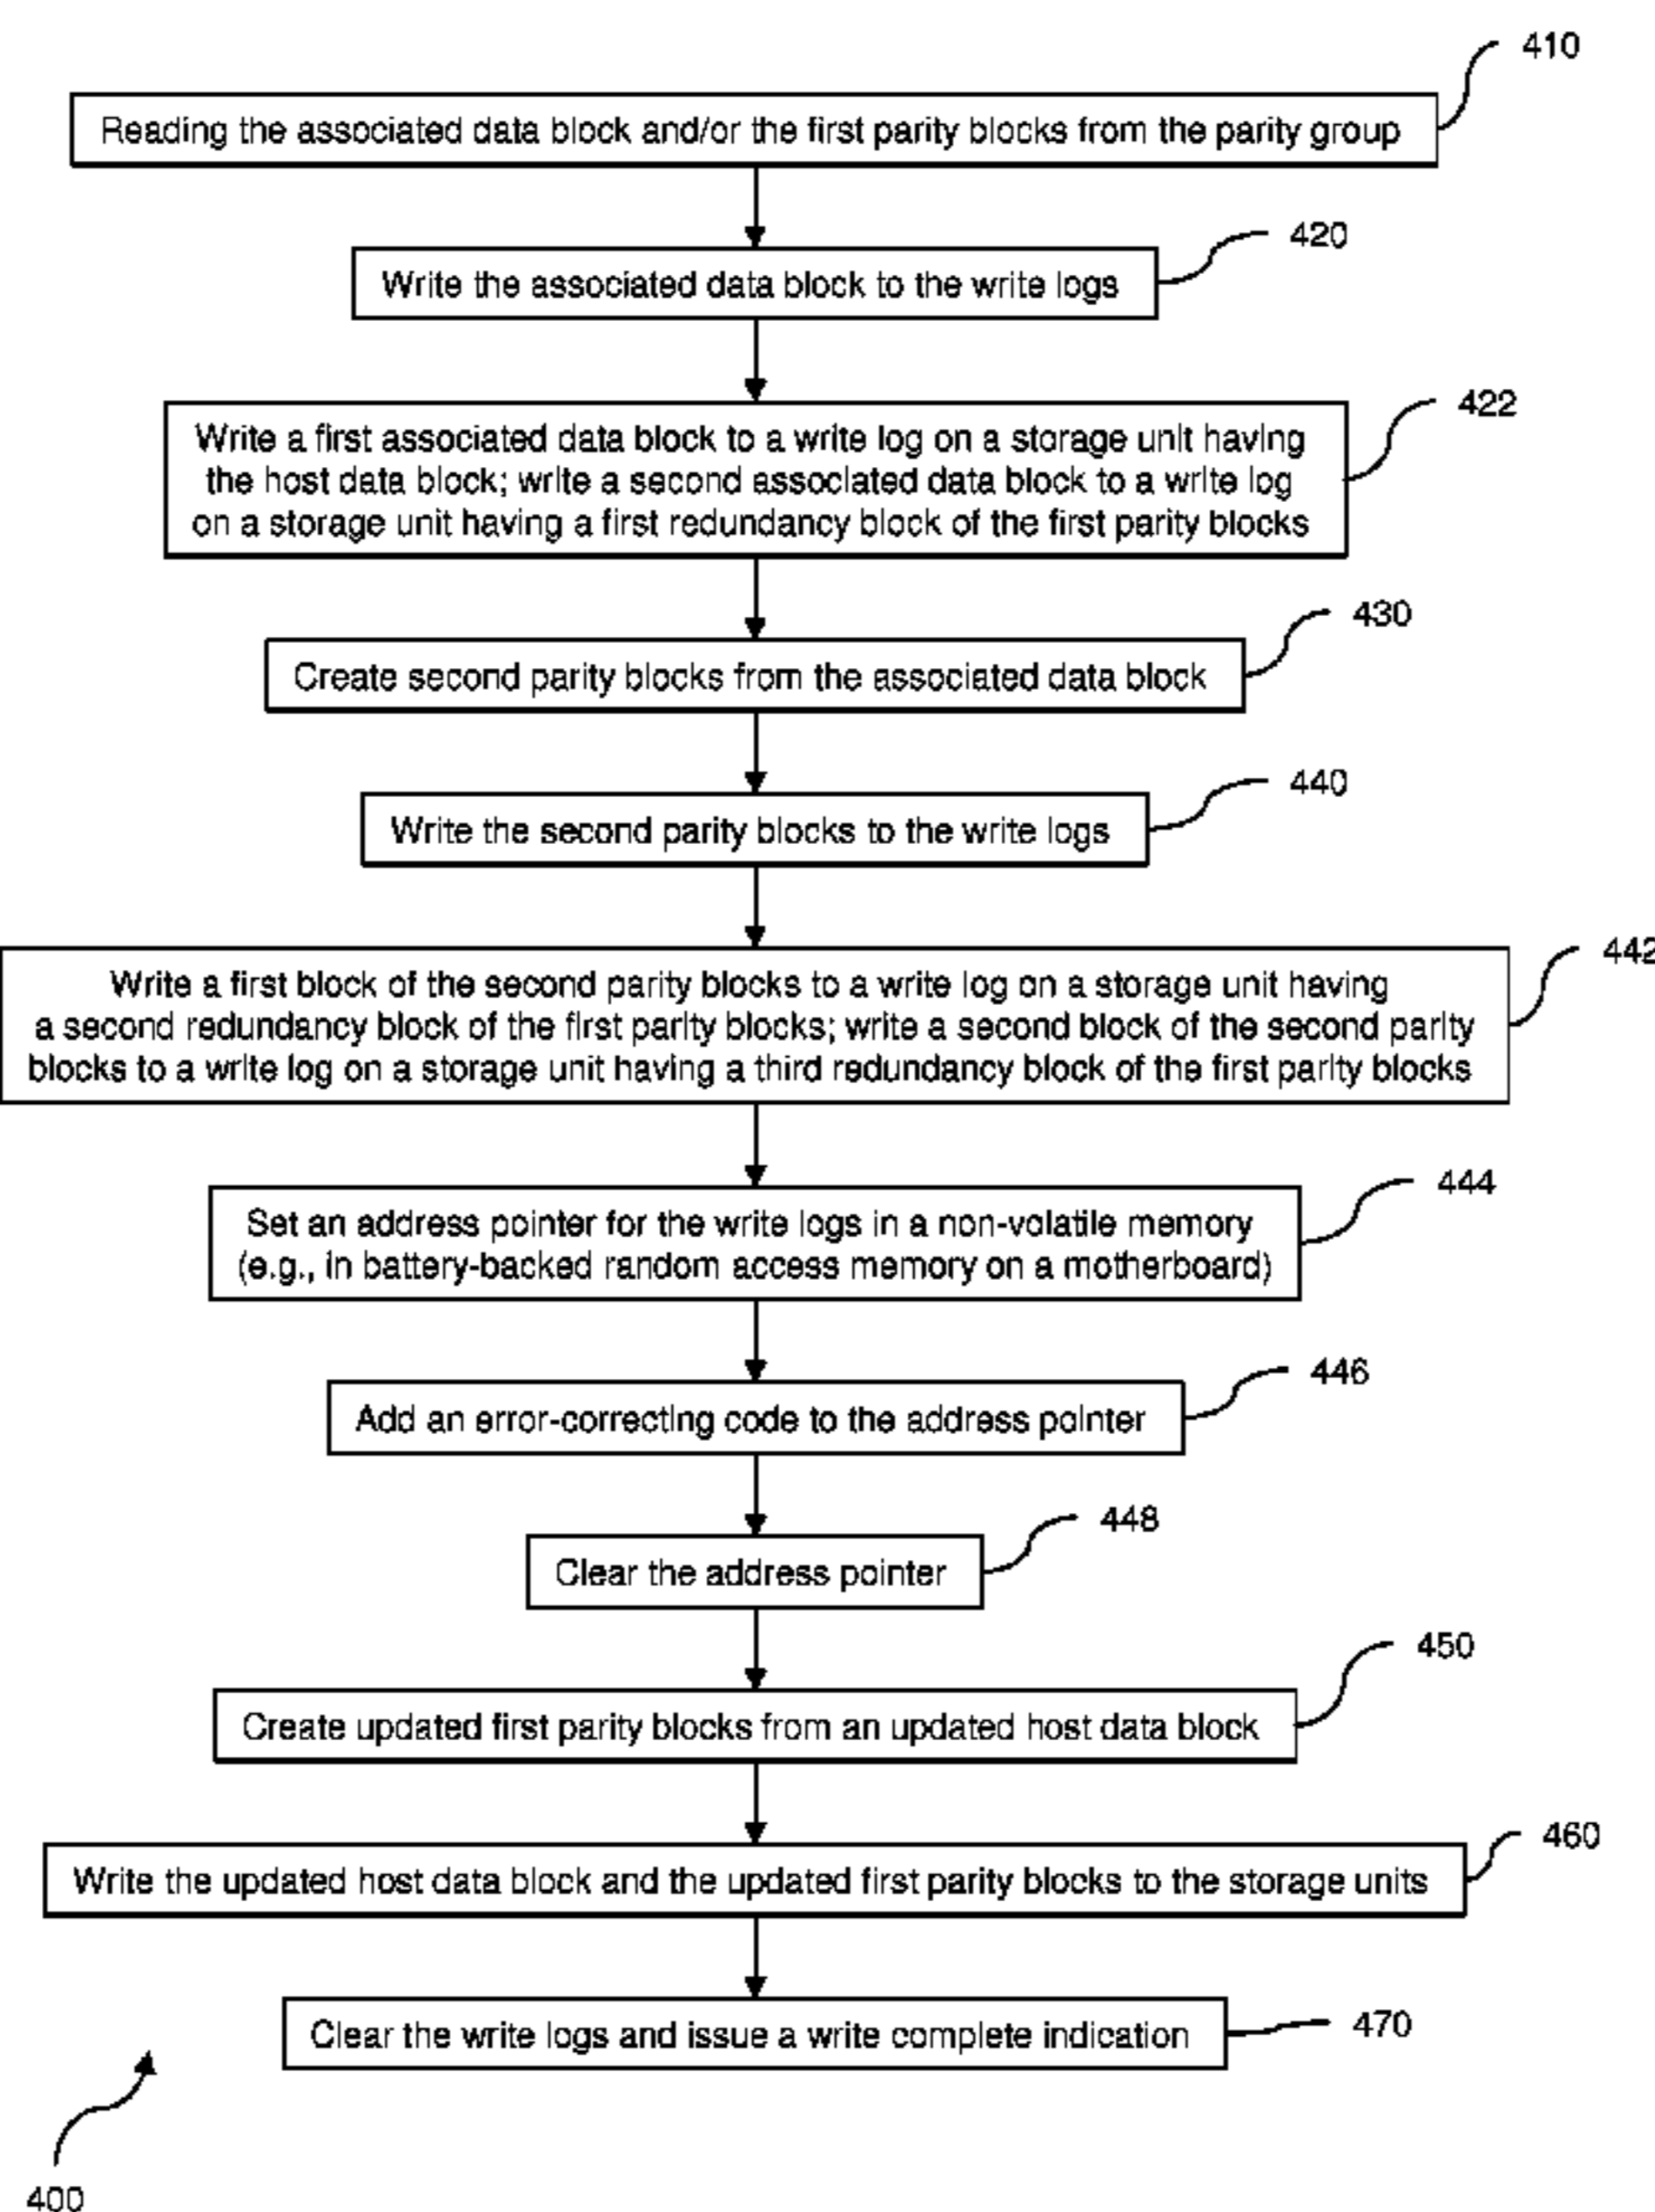 410
Reading the associated data block and/or the first parity blocks from the parity group
420
Write the associated data block to the write logs
422
Write a first associated data block to a write log on a storage unit having
the host data block; write a second associated data block to a write log
on a storage unit having a first redundancy block of the first parity blocks
430
Create second parity blocks from the associated data block
440
Write the second parity blocks to the write logs
442
Write a first block of the second parity blocks to a write log on a storage unit having
a second redundancy block of the first parity blocks; write a second block of the second parity
blocks to a write log on a storage unit having a third redundancy block of the first parity blocks
444
Set an address pointer for the write logs in a non-volatile memory
(e.g., in battery-backed random access memory on a motherboard)
446
Add an error-correcting code to the address pointer
448
Clear the address pointer
450
Create updated first parity blocks from an updated host data block
460
Write the updated host data block and the updated first parity blocks to the storage units
470
Clear the write logs and issue a write complete indication
400